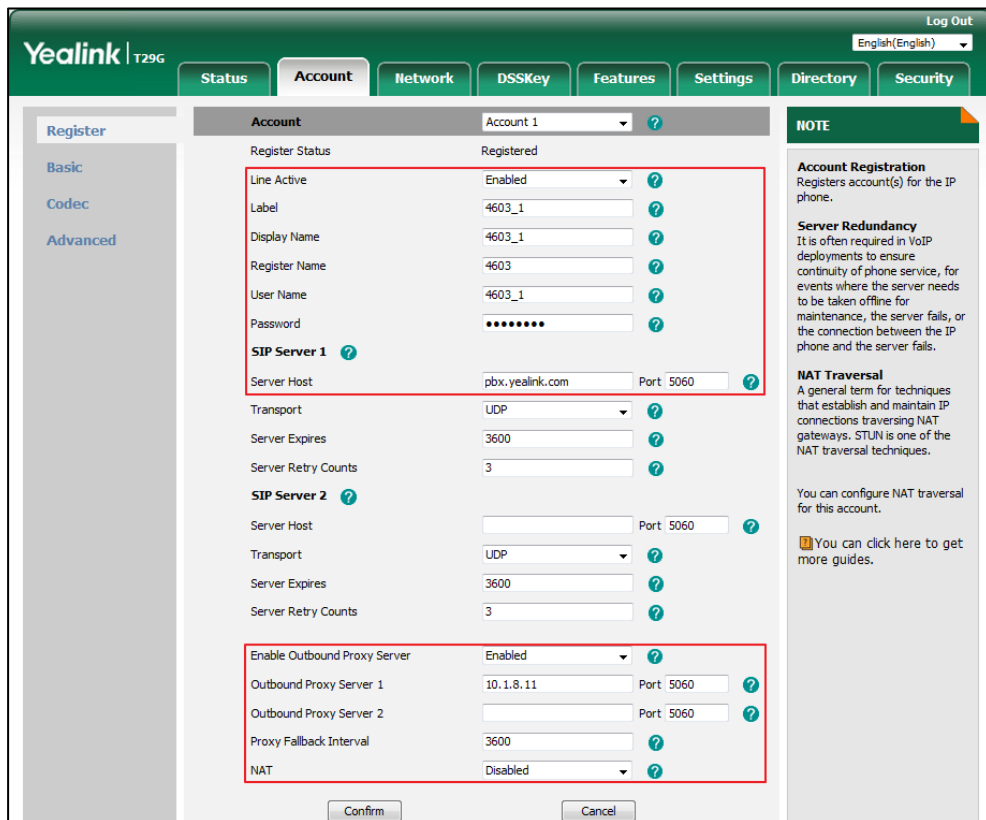 Log Out
Yealink | T29G
English(English)
Status Account Network DSSKey Features Settings Directory Security
Register
Basic
Codec
Advanced
Account Account 1 ?
Register Status Registered
Line Active Enabled ?
Label 4603_1 ?
Display Name 4603_1 ?
Register Name 4603 ?
User Name 4603_1 ?
Password •••••••• ?
SIP Server 1 ?
Server Host pbx.yealink.com Port 5060 ?
Transport UDP ?
Server Expires 3600 ?
Server Retry Counts 3 ?
SIP Server 2 ?
Server Host Port 5060 ?
Transport UDP ?
Server Expires 3600 ?
Server Retry Counts 3 ?
Enable Outbound Proxy Server Enabled ?
Outbound Proxy Server 1 10.1.8.11 Port 5060 ?
Outbound Proxy Server 2 Port 5060 ?
Proxy Fallback Interval 3600 ?
NAT Disabled ?
Confirm Cancel
NOTE
Account Registration
Registers account(s) for the IP
phone.
Server Redundancy
It is often required in VoIP
deployments to ensure
continuity of phone service, for
events where the server needs
to be taken offline for
maintenance, the server fails, or
the connection between the IP
phone and the server fails.
NAT Traversal
A general term for techniques
that establish and maintain IP
connections traversing NAT
gateways. STUN is one of the
NAT traversal techniques.
You can configure NAT traversal
for this account.
? You can click here to get
more guides.